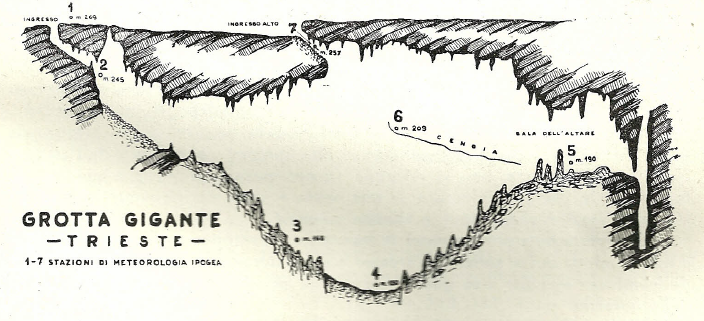 1
INGRESSO
m 269
INGRESSO ALTO
7
m. 257
2
m 245
6
m 209
CENGIA
SALA DELL'ALTARE
5
m. 190
3
4
GROTTA GIGANTE
— TRIESTE —
1-7 STAZIONI DI METEOROLOGIA IPOGEA